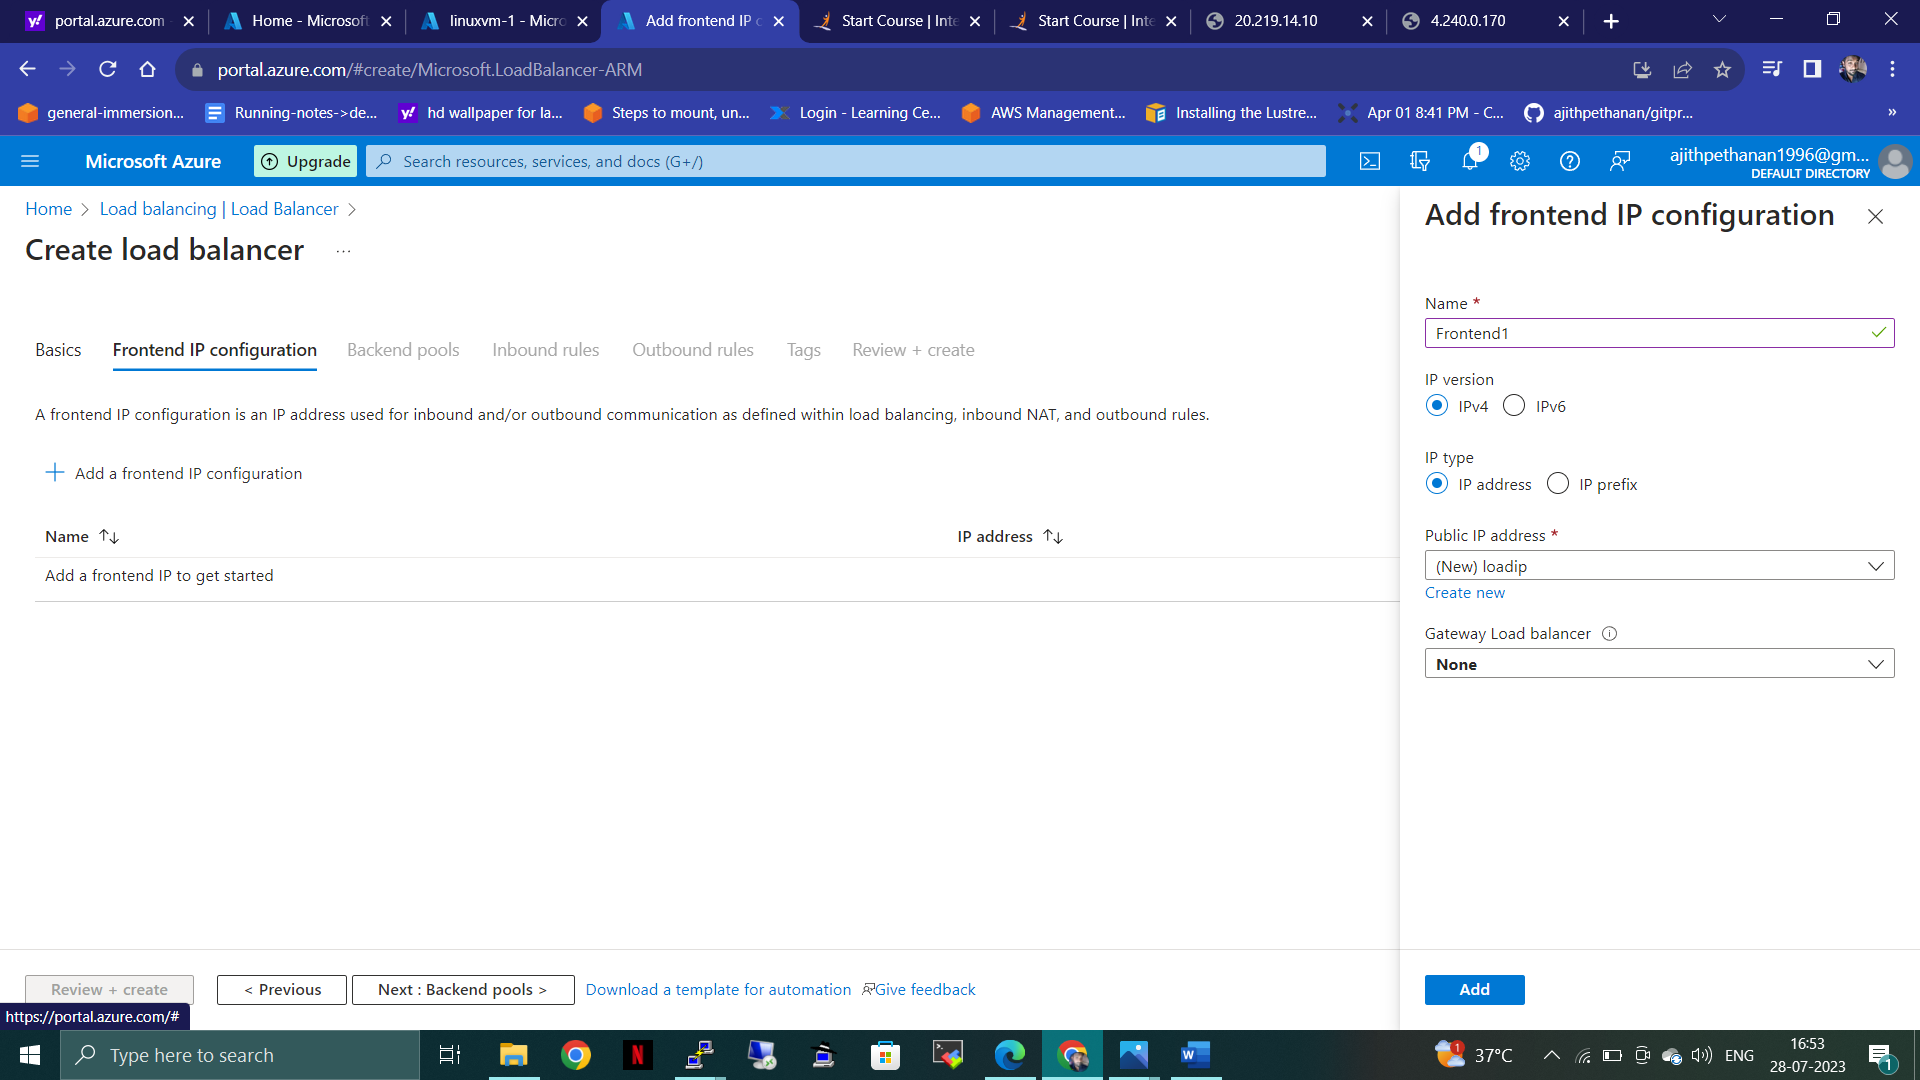 portal.azure.com
Home - Microsoft
linuxvm-1 - Micro
Add frontend IP c
Start Course | Inte
Start Course | Inte
20.219.14.10
4.240.0.170
portal.azure.com/#create/Microsoft.LoadBalancer-ARM
general-immersion...
Running-notes->de...
hd wallpaper for la...
Steps to mount, un...
Login - Learning Ce...
AWS Management...
Installing the Lustre...
Apr 01 8:41 PM - C...
ajithpethanan/gitpr...
»
Microsoft Azure
Upgrade
Search resources, services, and docs (G+/)
1
ajithpethanan1996@gm...
DEFAULT DIRECTORY
Home > Load balancing | Load Balancer >
Create load balancer ...
Basics
Frontend IP configuration
Backend pools
Inbound rules
Outbound rules
Tags
Review + create
A frontend IP configuration is an IP address used for inbound and/or outbound communication as defined within load balancing, inbound NAT, and outbound rules.
+ Add a frontend IP configuration
Name ↑↓
IP address ↑↓
Add a frontend IP to get started
Add frontend IP configuration
Name *
Frontend1
IP version
IPv4
IPv6
IP type
IP address
IP prefix
Public IP address *
(New) loadip
Create new
Gateway Load balancer
None
Review + create
< Previous
Next : Backend pools >
Download a template for automation
Give feedback
Add
https://portal.azure.com/#
Type here to search
1
37°C
ENG
16:53
28-07-2023
1